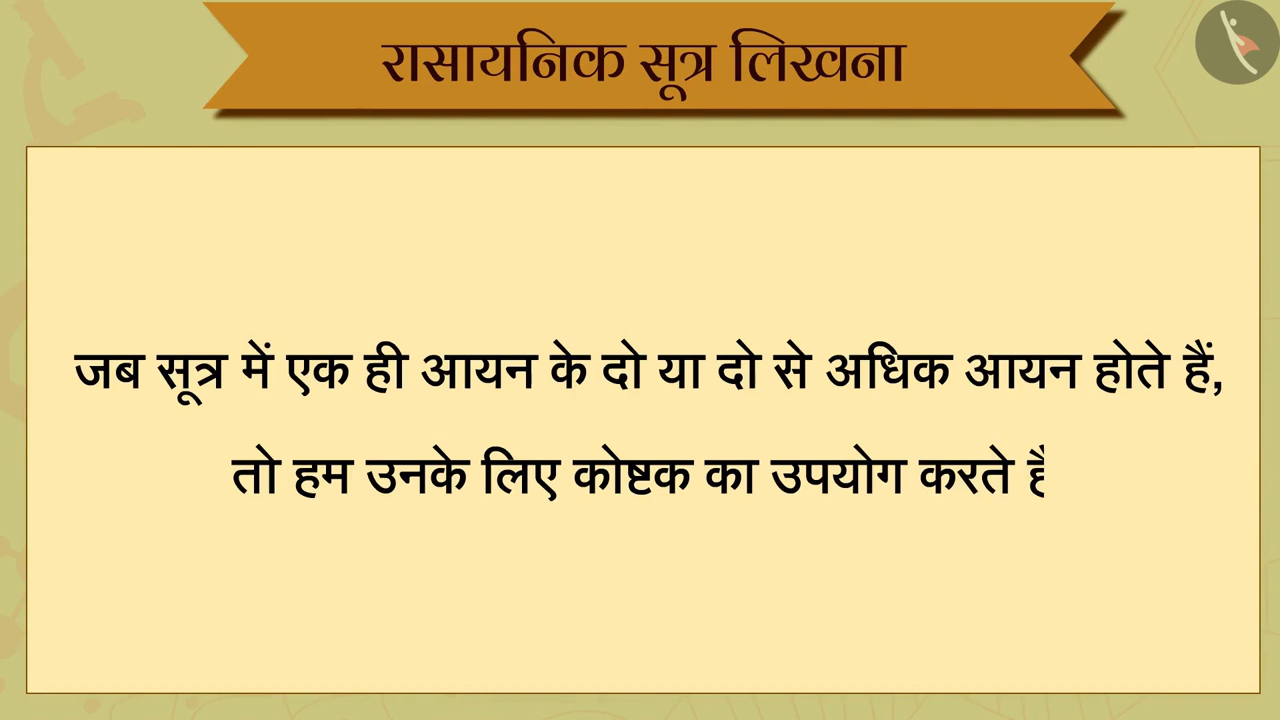 रासायनिक सूत्र लिखना
जब सूत्र में एक ही आयन के दो या दो से अधिक आयन होते हैं,
तो हम उनके लिए कोष्टक का उपयोग करते